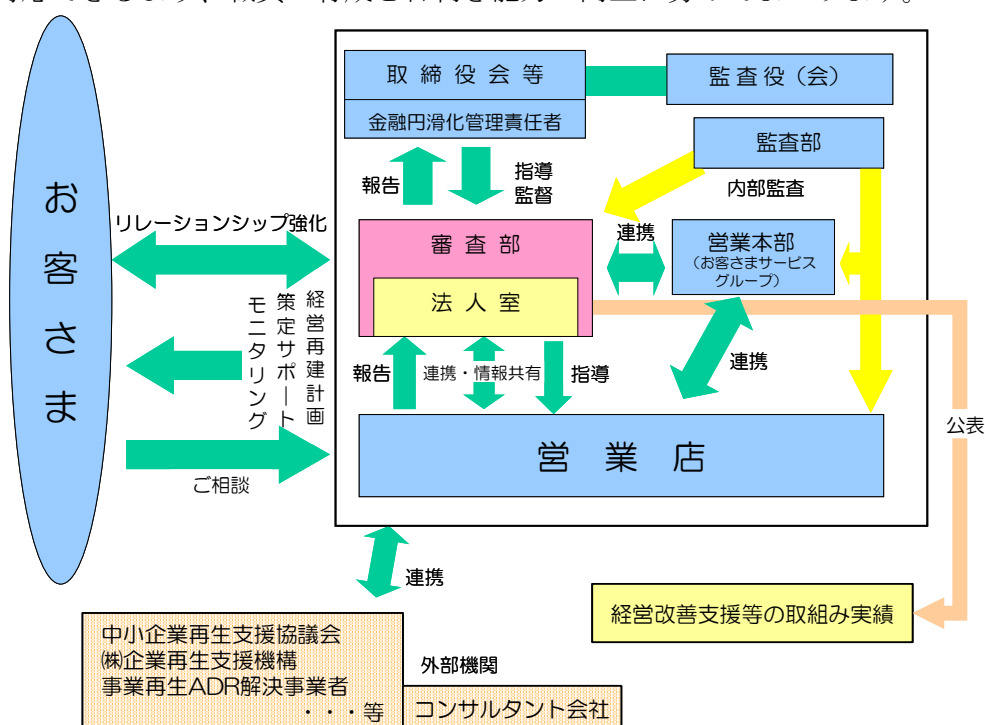 取締役会等
監査役（会）
金融円滑化管理責任者
監査部
報告
指導
監督
内部監査
お客さま
リレーションシップ強化
審査部
連携
営業本部
（お客さまサービス
グループ）
法人室
経営再建計画
策定サポート
モニタリング
報告
連携・情報共有
指導
連携
営業店
公表
ご相談
連携
経営改善支援等の取組み実績
中小企業再生支援協議会
㈱企業再生支援機構
事業再生ADR解決事業者
・・・等
外部機関
コンサルタント会社